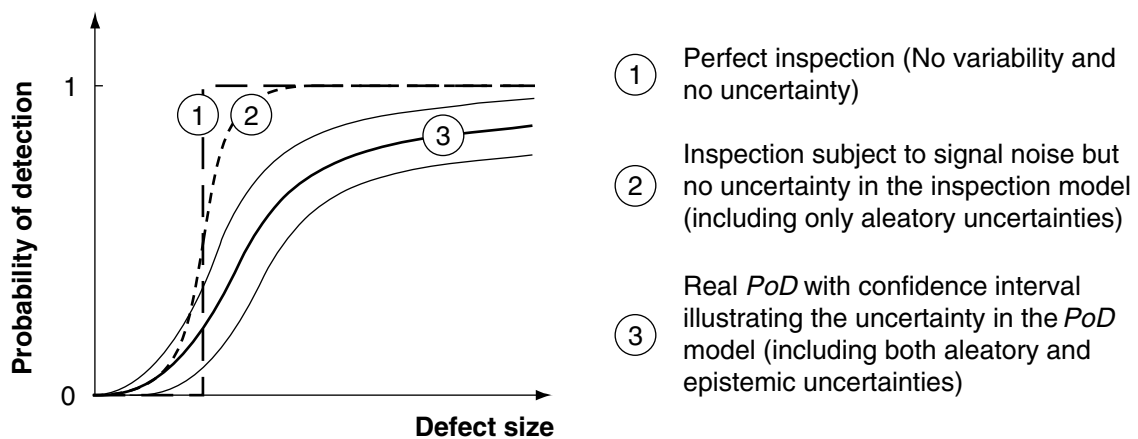 Probability of detection
1
0
1
2
3
Defect size
1
Perfect inspection (No variability and
no uncertainty)
2
Inspection subject to signal noise but
no uncertainty in the inspection model
(including only aleatory uncertainties)
3
Real PoD with confidence interval
illustrating the uncertainty in the PoD
model (including both aleatory and
epistemic uncertainties)